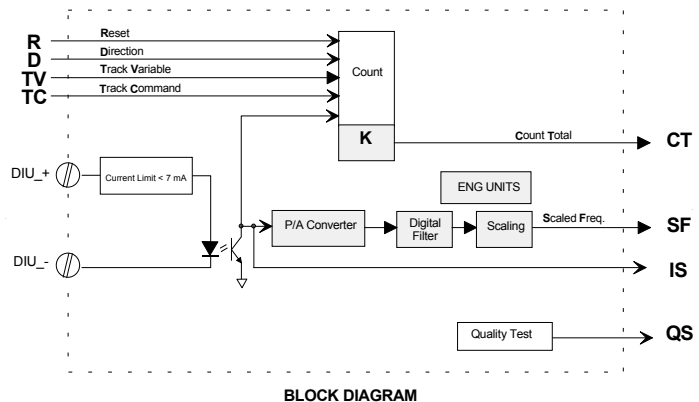 R
Reset
D
Direction
TV
Track Variable
TC
Track Command
Count
K
Count Total
CT
DIU_+
Current Limit < 7 mA
ENG UNITS
P/A Converter
Digital
Filter
Scaling
Scaled Freq.
SF
DIU_-
IS
Quality Test
QS
BLOCK DIAGRAM